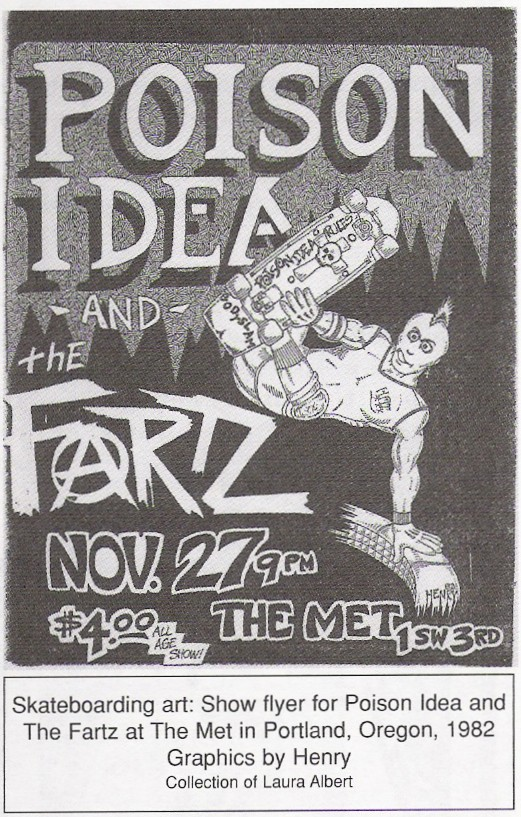 POISON
IDEA
-AND-
thE
FARTZ
NOV. 27 9PM
$4.00 ALL
AGE
SHOW!
THE MET 1 SW 3RD
POISON IDEA RULES
HENRY
Skateboarding art: Show flyer for Poison Idea and
The Fartz at The Met in Portland, Oregon, 1982
Graphics by Henry
Collection of Laura Albert